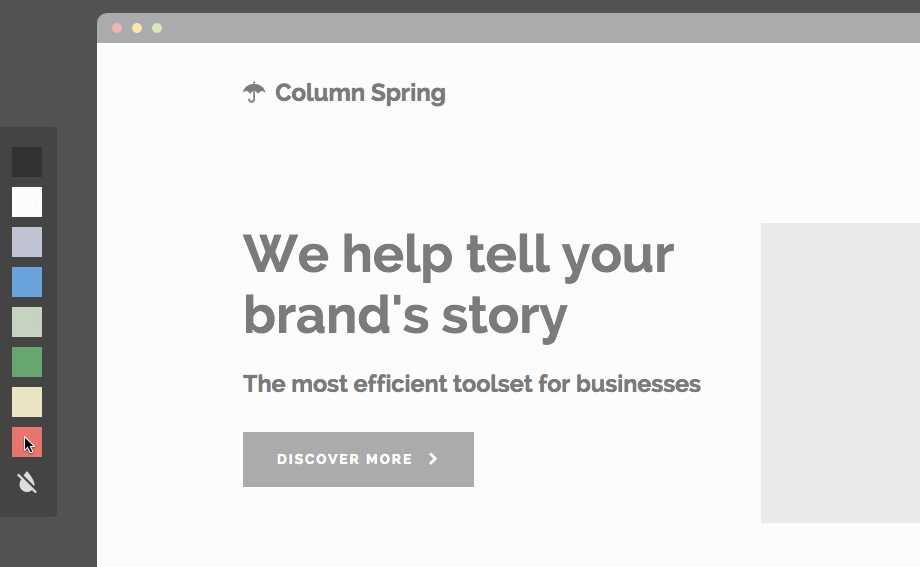 Column Spring
We help tell your
brand's story
The most efficient toolset for businesses
DISCOVER MORE